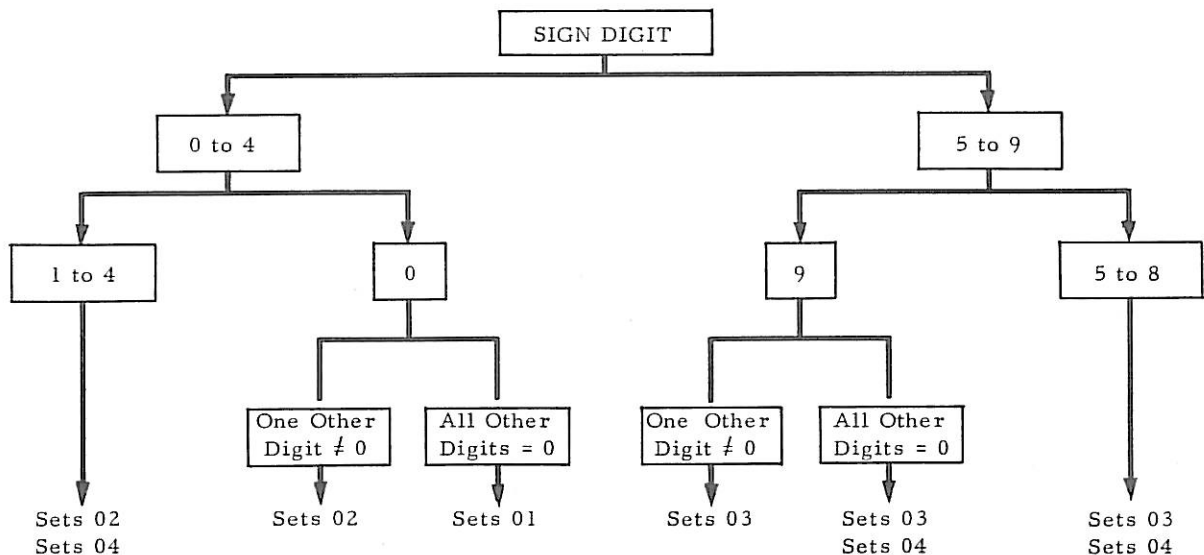 SIGN DIGIT
0 to 4
5 to 9
1 to 4
0
9
5 to 8
One Other
Digit ≠ 0
All Other
Digits = 0
One Other
Digit ≠ 0
All Other
Digits = 0
Sets 02
Sets 04
Sets 02
Sets 01
Sets 03
Sets 03
Sets 04
Sets 03
Sets 04